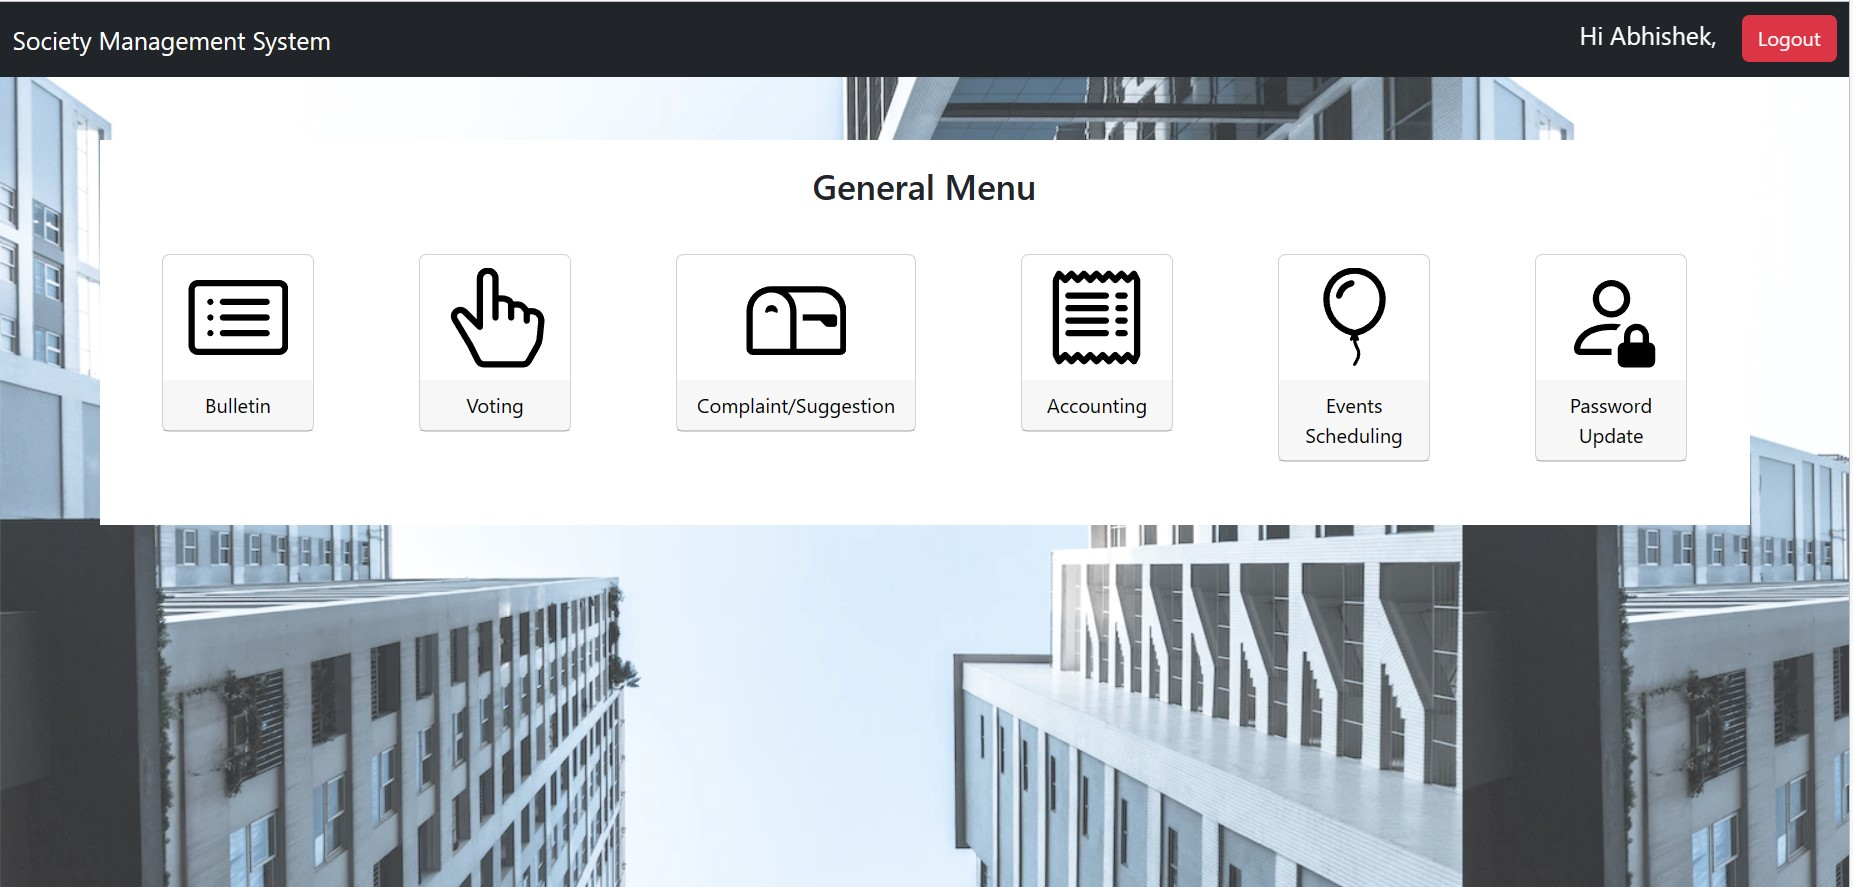 Society Management System
Hi Abhishek,
Logout
General Menu
Bulletin
Voting
Complaint/Suggestion
Accounting
Events
Scheduling
Password
Update